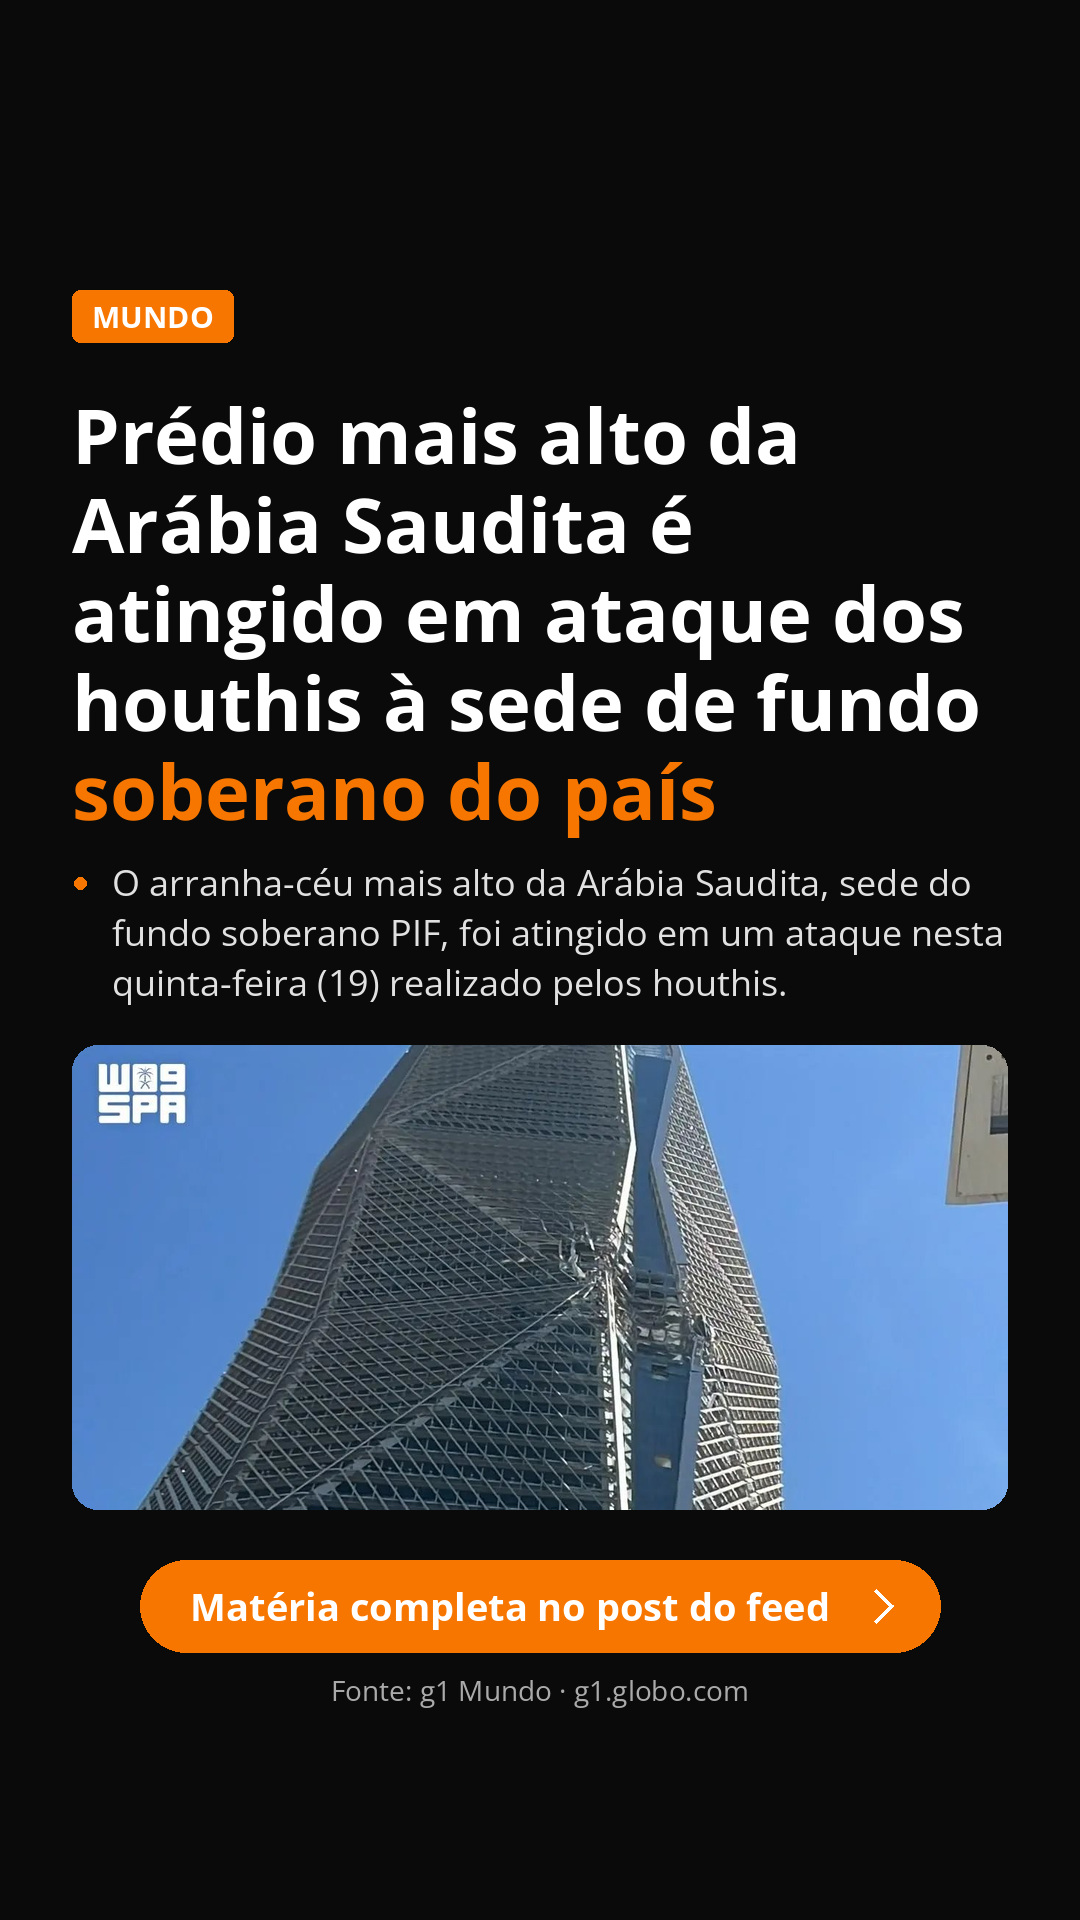 MUNDO
Prédio mais alto da
Arábia Saudita é
atingido em ataque dos
houthis à sede de fundo
soberano do país
O arranha-céu mais alto da Arábia Saudita, sede do
fundo soberano PIF, foi atingido em um ataque nesta
quinta-feira (19) realizado pelos houthis.
واس
SPA
Matéria completa no post do feed
Fonte: g1 Mundo · g1.globo.com